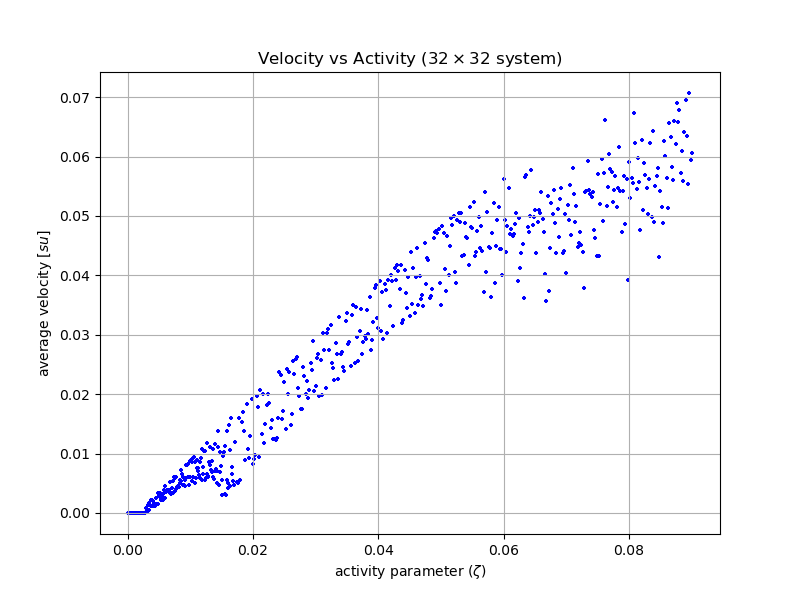 Velocity vs Activity (32 × 32 system)
0.07
0.06
0.05
0.04
0.03
0.02
0.01
0.00
average velocity [su]
0.00 0.02 0.04 0.06 0.08
activity parameter (ζ)